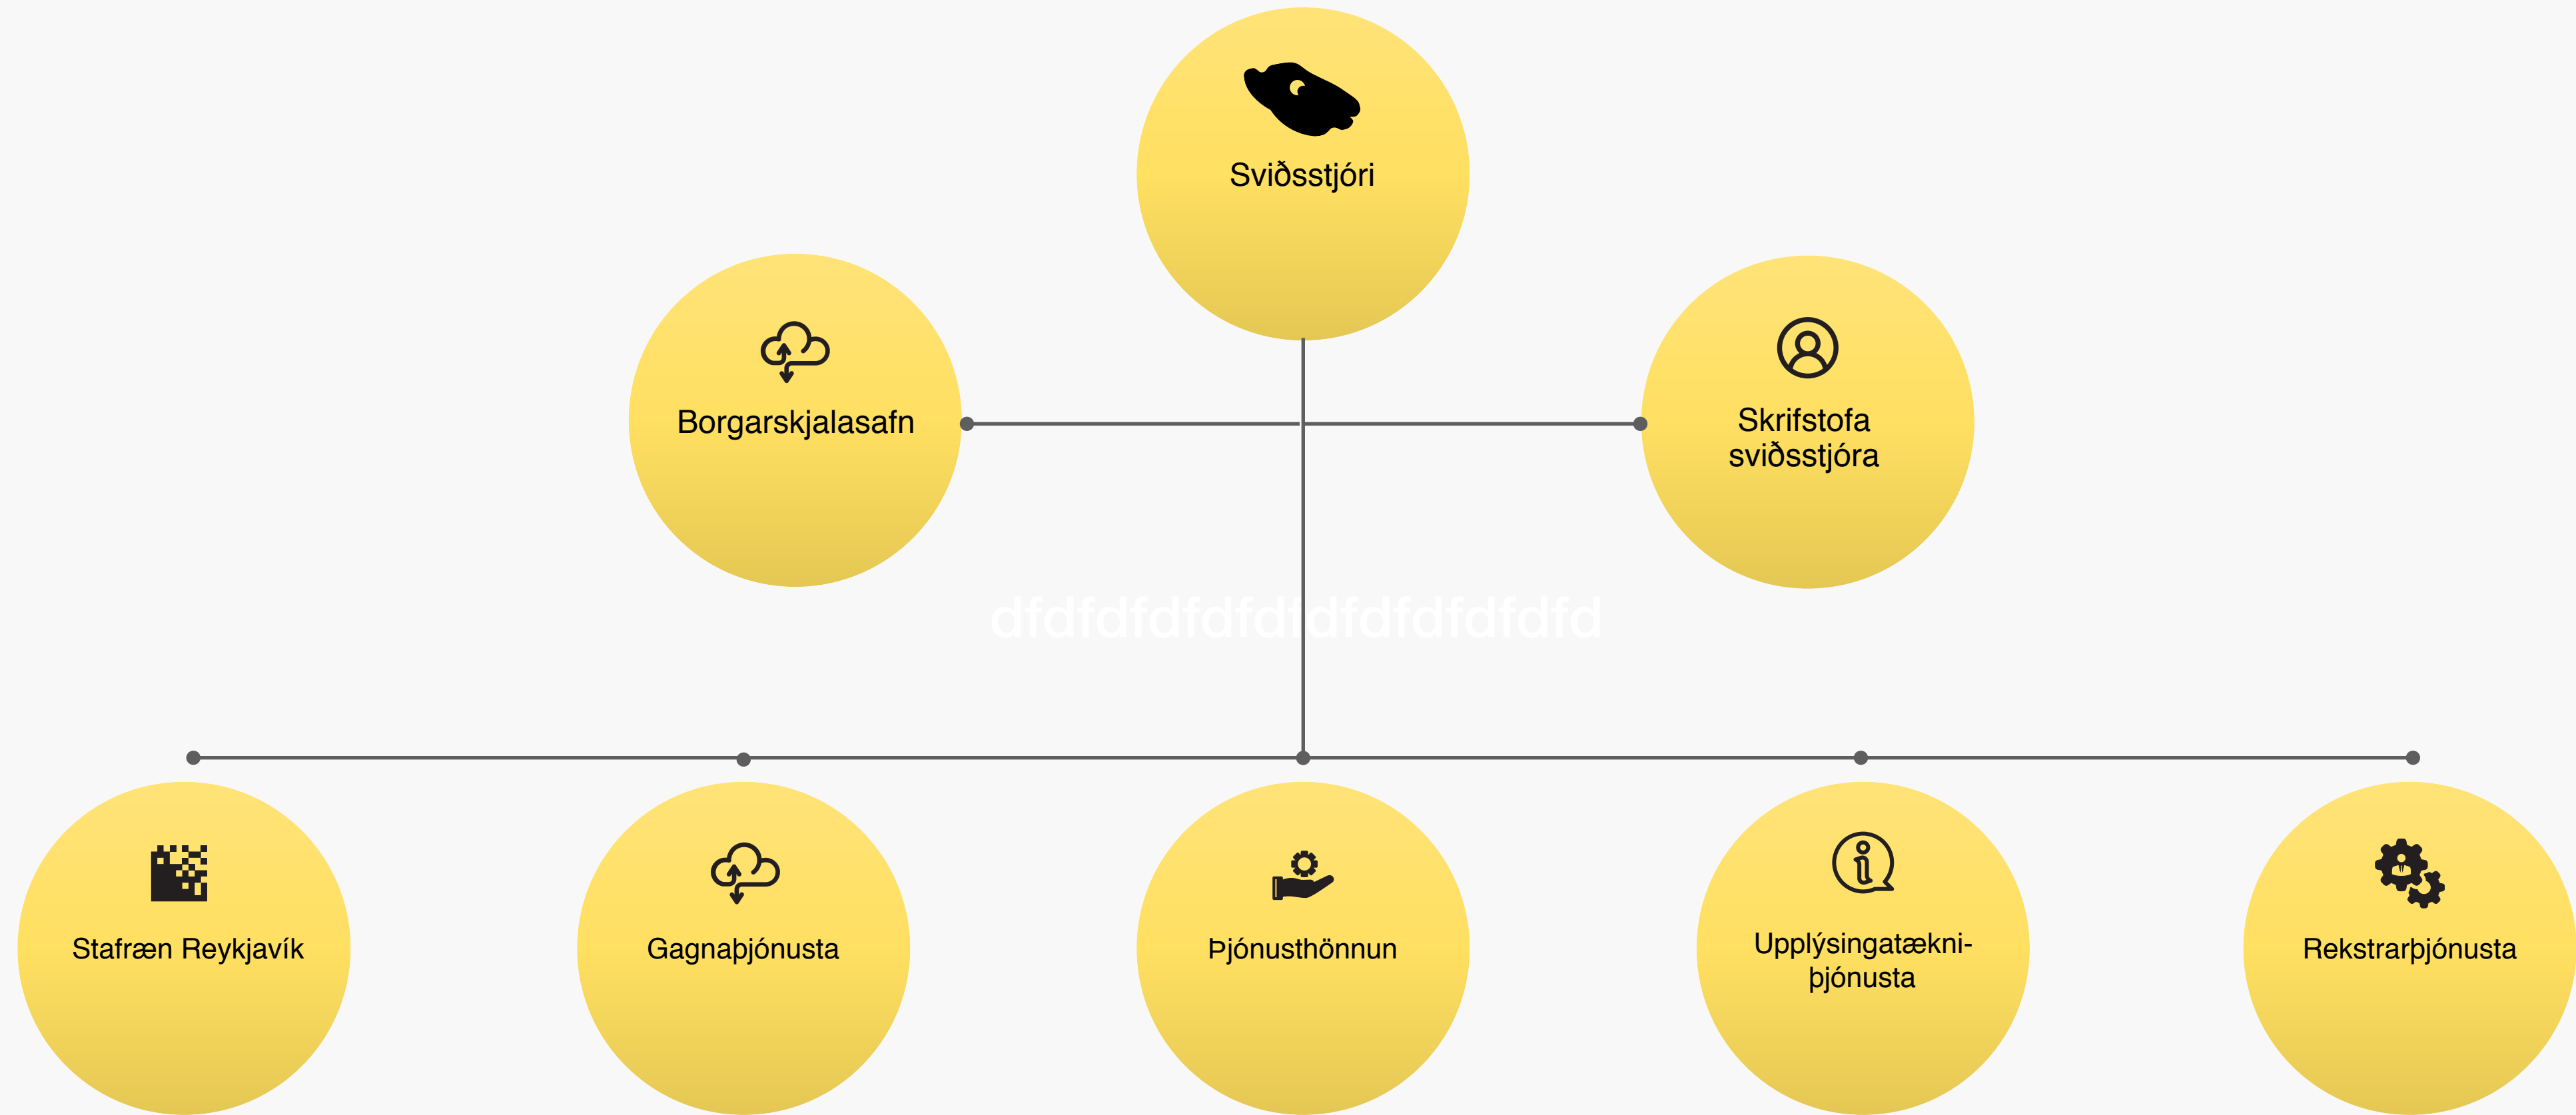 Sviðsstjóri
Borgarskjalasafn
Skrifstofa
sviðsstjóra
dfdfdfdfdfdfdfdfdfdfdfd
Stafræn Reykjavík
Gagnaþjónusta
Þjónusthönnun
Upplýsingatækni-
þjónusta
Rekstrarþjónusta